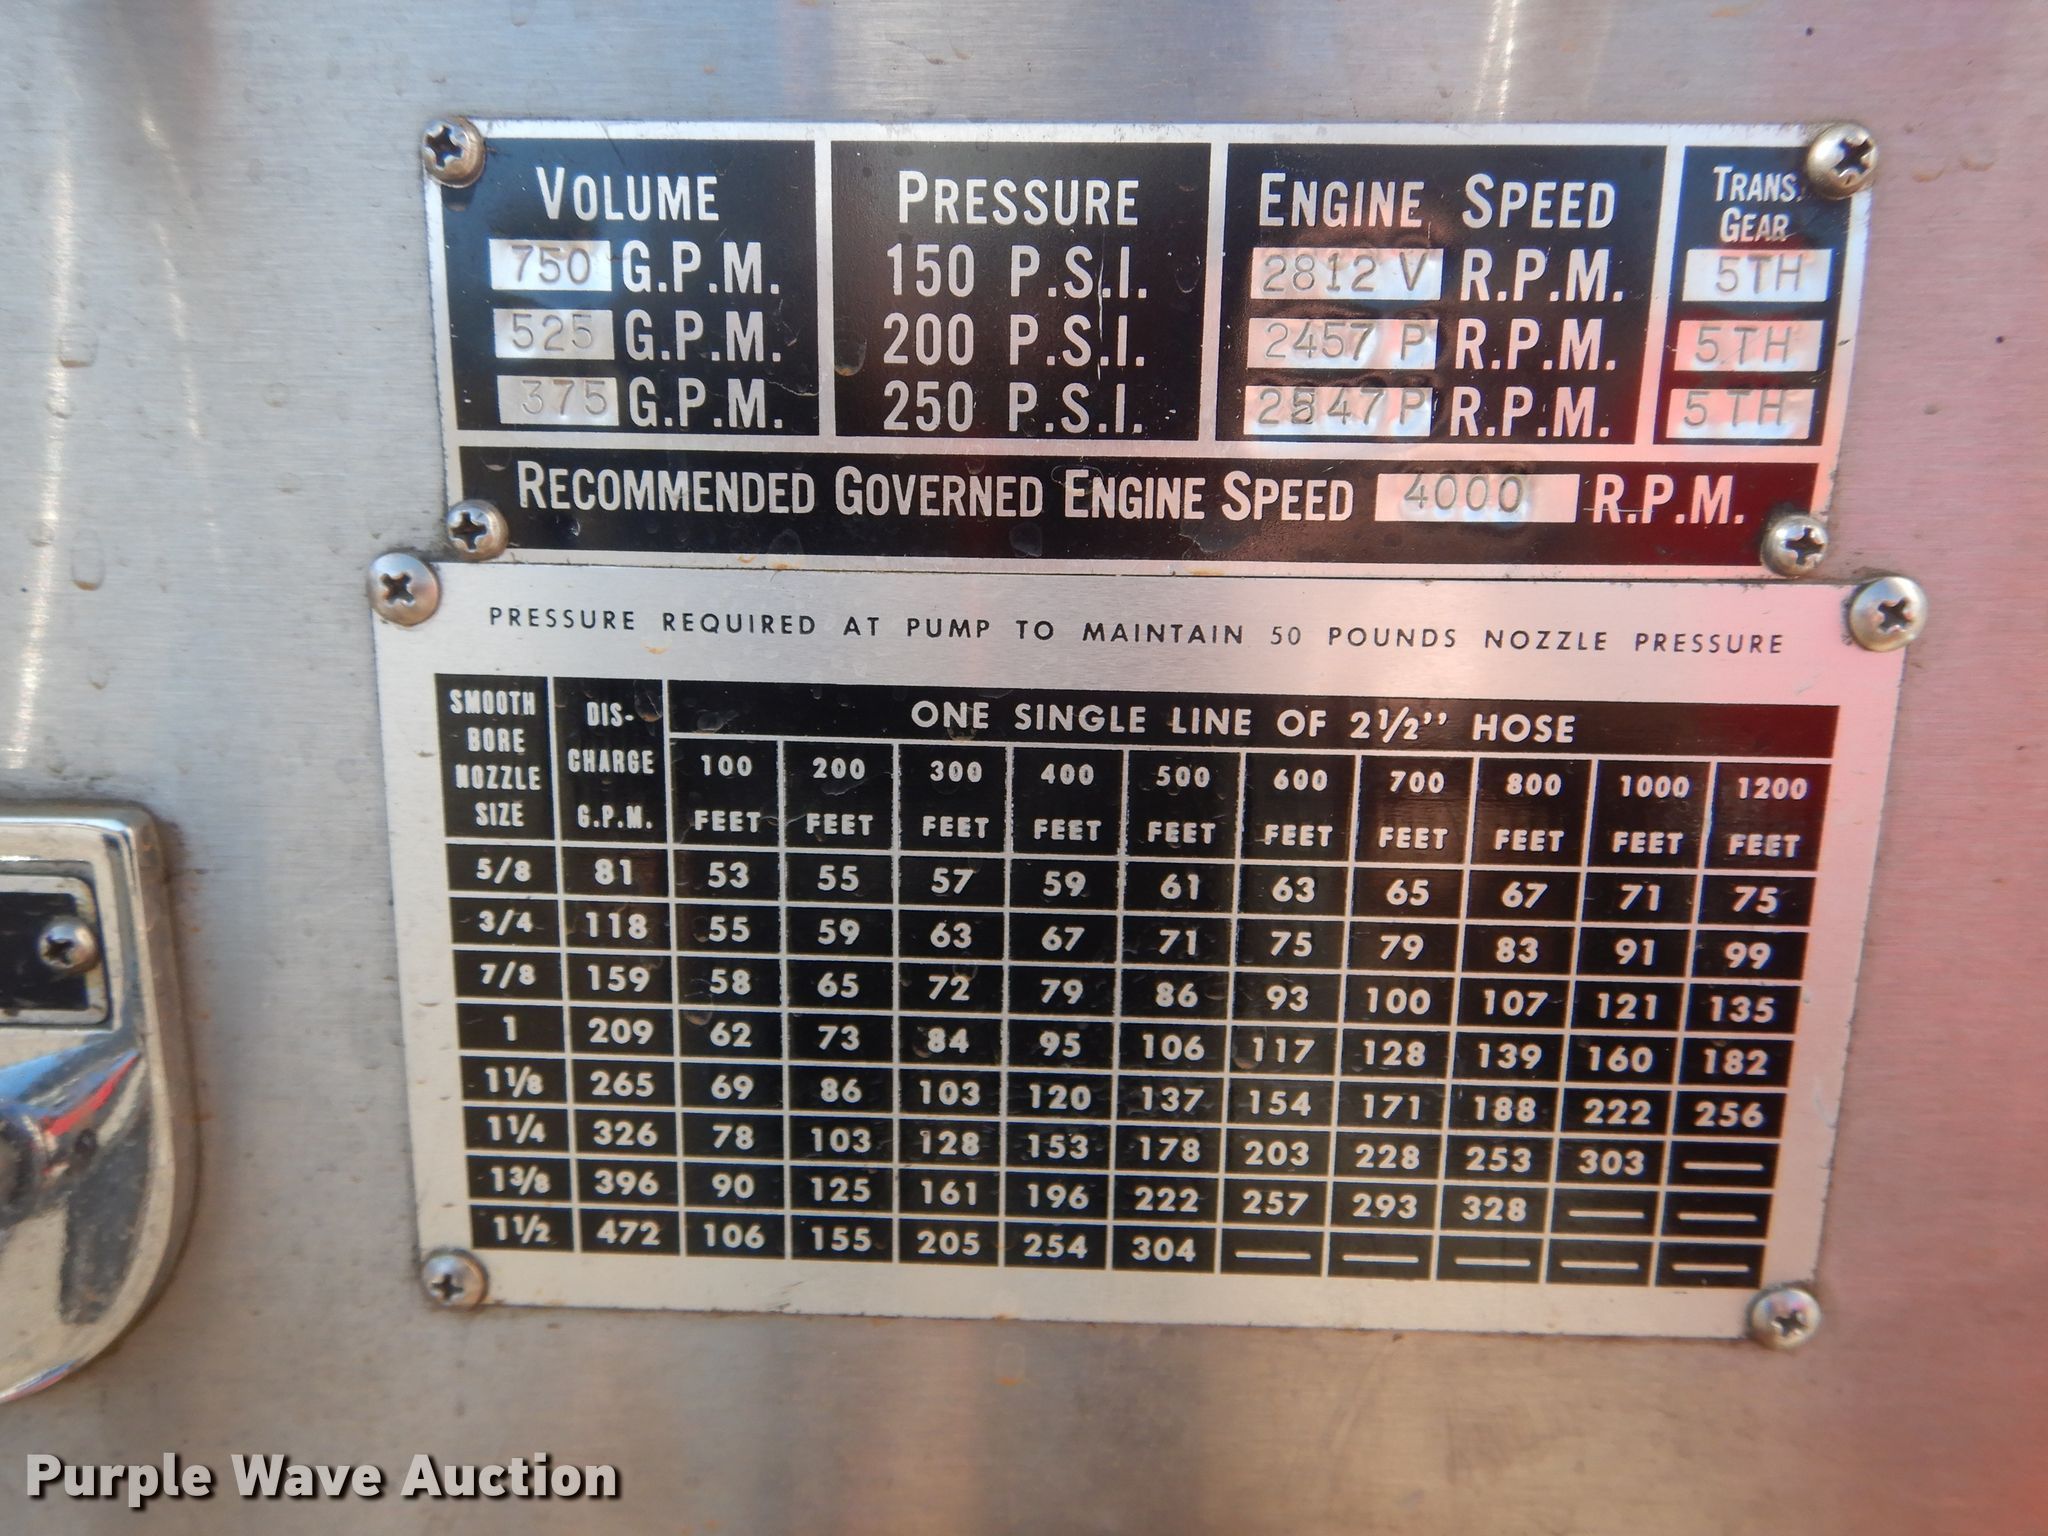 VOLUME PRESSURE ENGINE SPEED TRANS. GEAR
750 G.P.M. 150 P.S.I. 2812 V R.P.M. 5TH
525 G.P.M. 200 P.S.I. 2457 P R.P.M. 5TH
375 G.P.M. 250 P.S.I. R.P.M. 5TH
RECOMMENDED GOVERNED ENGINE SPEED 4000 R.P.M.
PRESSURE REQUIRED AT PUMP TO MAINTAIN 50 POUNDS NOZZLE PRESSURE
SMOOTH BORE NOZZLE SIZE DIS-CHARGE G.P.M. ONE SINGLE LINE OF 2½" HOSE
100 FEET 200 FEET 300 FEET 400 FEET 500 FEET 600 FEET 700 FEET 800 FEET 1000 FEET 1200 FEET
5/8 81 53 55 57 59 61 63 65 67 71 75
3/4 118 55 59 63 67 71 75 79 83 91 99
7/8 159 58 65 72 79 86 93 100 107 121 135
1 209 62 73 84 95 106 117 128 139 160 182
1⅛ 265 69 86 103 120 137 154 171 188 222 256
1¼ 326 78 103 128 153 178 203 228 253 303 —
1⅜ 396 90 125 161 196 222 257 293 328 — —
1½ 472 106 155 205 254 304 — — — — —
Purple Wave Auction